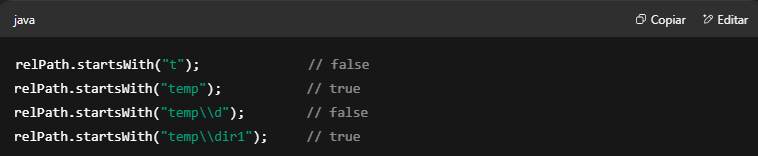 java
Copiar
Editar
relPath.startsWith("t"); // false
relPath.startsWith("temp"); // true
relPath.startsWith("temp\\d"); // false
relPath.startsWith("temp\\dir1"); // true